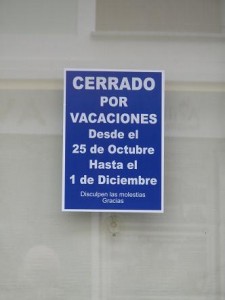 CERRADO
POR
VACACIONES
Desde el
25 de Octubre
Hasta el
1 de Diciembre
Disculpen las molestias
Gracias